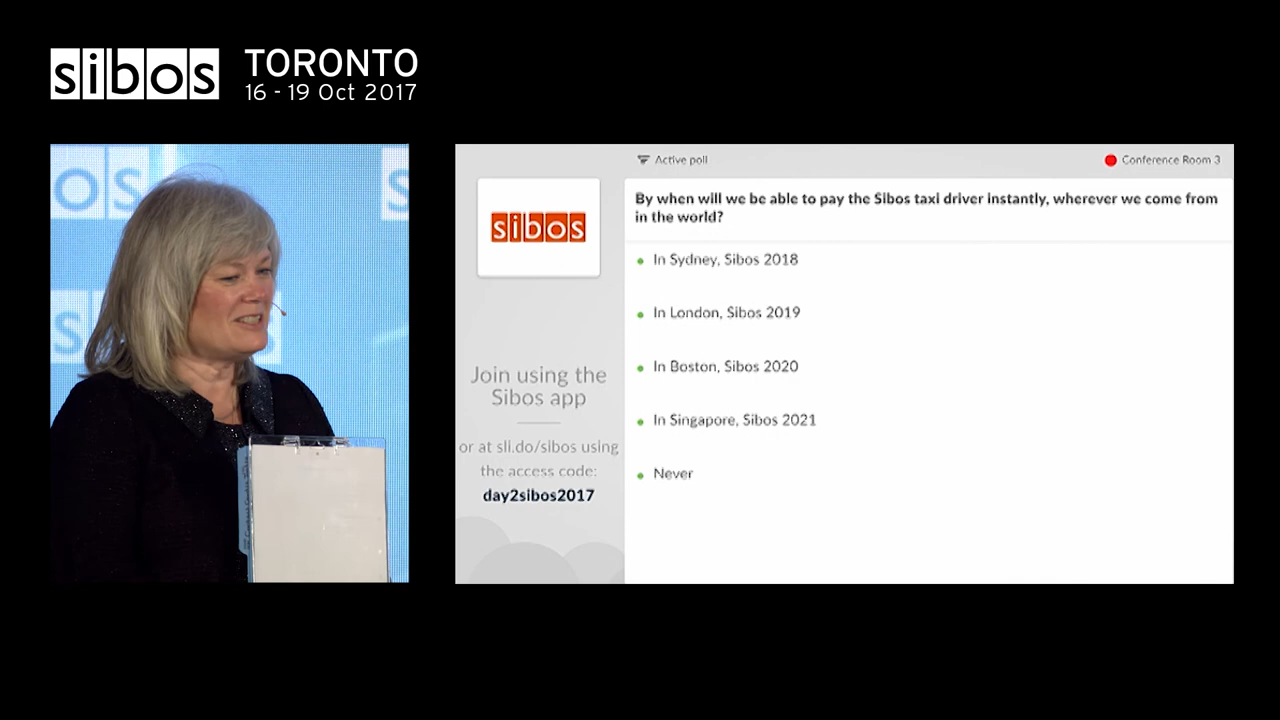 sibos TORONTO
16 - 19 Oct 2017
os
s
s
s
Active poll
Conference Room 3
sibos
By when will we be able to pay the Sibos taxi driver instantly, wherever we come from
in the world?
In Sydney, Sibos 2018
In London, Sibos 2019
In Boston, Sibos 2020
In Singapore, Sibos 2021
Never
Join using the
Sibos app
or at sli.do/sibos using
the access code:
day2sibos2017